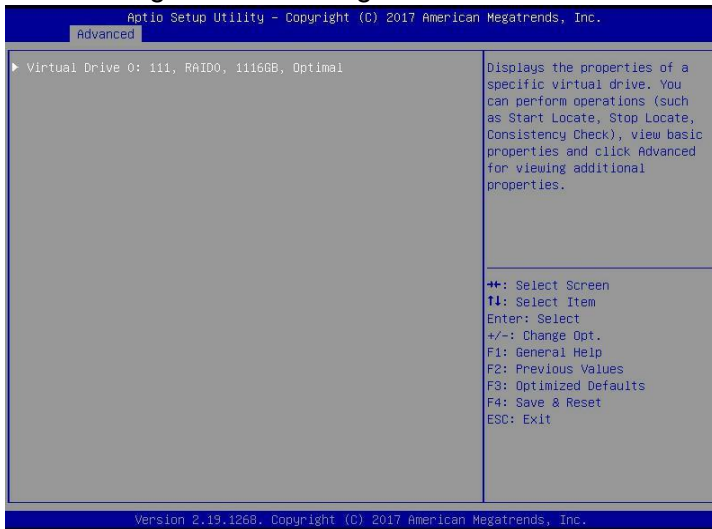 Aptio Setup Utility – Copyright (C) 2017 American Megatrends, Inc.
Advanced
▶ Virtual Drive 0: 111, RAID0, 1116GB, Optimal
Displays the properties of a
specific virtual drive. You
can perform operations (such
as Start Locate, Stop Locate,
Consistency Check), view basic
properties and click Advanced
for viewing additional
properties.
→←: Select Screen
↑↓: Select Item
Enter: Select
+/-: Change Opt.
F1: General Help
F2: Previous Values
F3: Optimized Defaults
F4: Save & Reset
ESC: Exit
Version 2.19.1268. Copyright (C) 2017 American Megatrends, Inc.